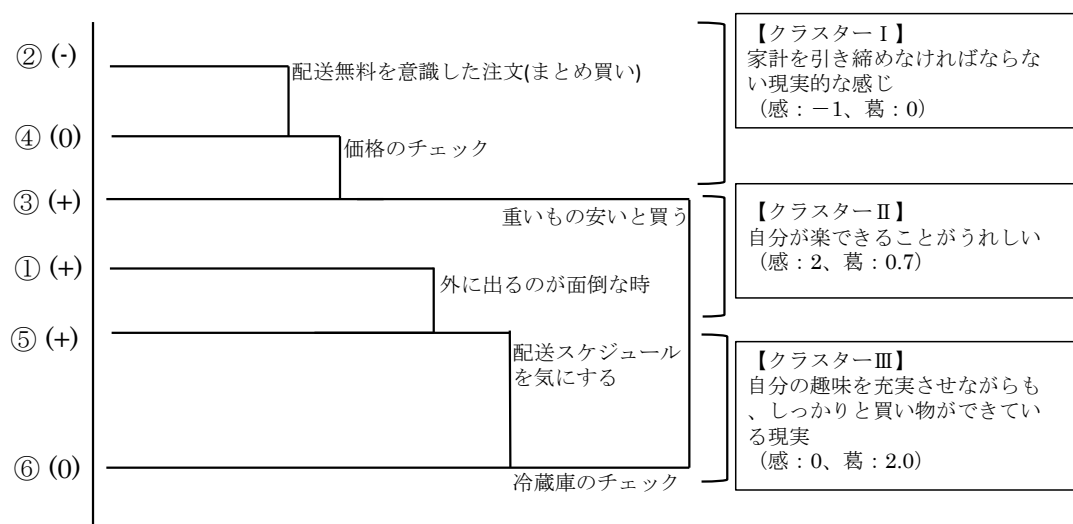 ② (-)
配送無料を意識した注文(まとめ買い)
④ (0)
価格のチェック
③ (+)
重いもの安いと買う
① (+)
外に出るのが面倒な時
⑤ (+)
配送スケジュール
を気にする
⑥ (0)
冷蔵庫のチェック
【クラスターⅠ】
家計を引き締めなければならな
い現実的な感じ
（感：－1、葛：0）
【クラスターⅡ】
自分が楽できることがうれしい
（感：2、葛：0.7）
【クラスターⅢ】
自分の趣味を充実させながらも
、しっかりと買い物ができてい
る現実
（感：0、葛：2.0）